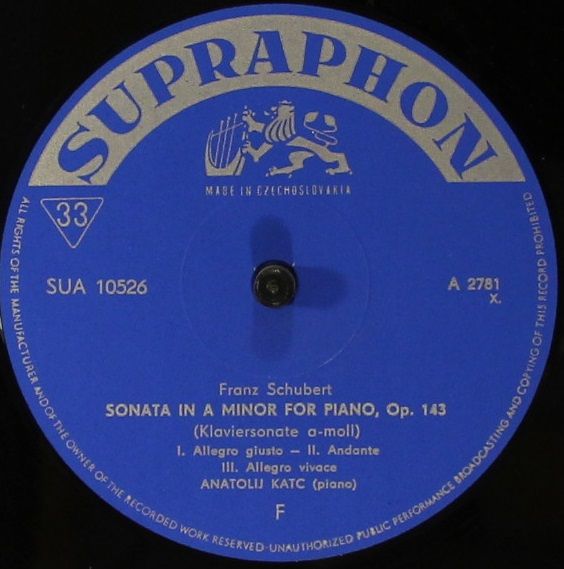 SUPRAPHON
MADE IN CZECHOSLOVAKIA
33
SUA 10526
A 2781
X.
Franz Schubert
SONATA IN A MINOR FOR PIANO, Op. 143
(Klaviersonate a-moll)
I. Allegro giusto – II. Andante
III. Allegro vivace
ANATOLIJ KATC (piano)
F
ALL RIGHTS OF THE MANUFACTURER AND OF THE OWNER OF THE RECORDED WORK RESERVED·UNAUTHORIZED PUBLIC PERFORMANCE BROADCASTING AND COPYING OF THIS RECORD PROHIBITED